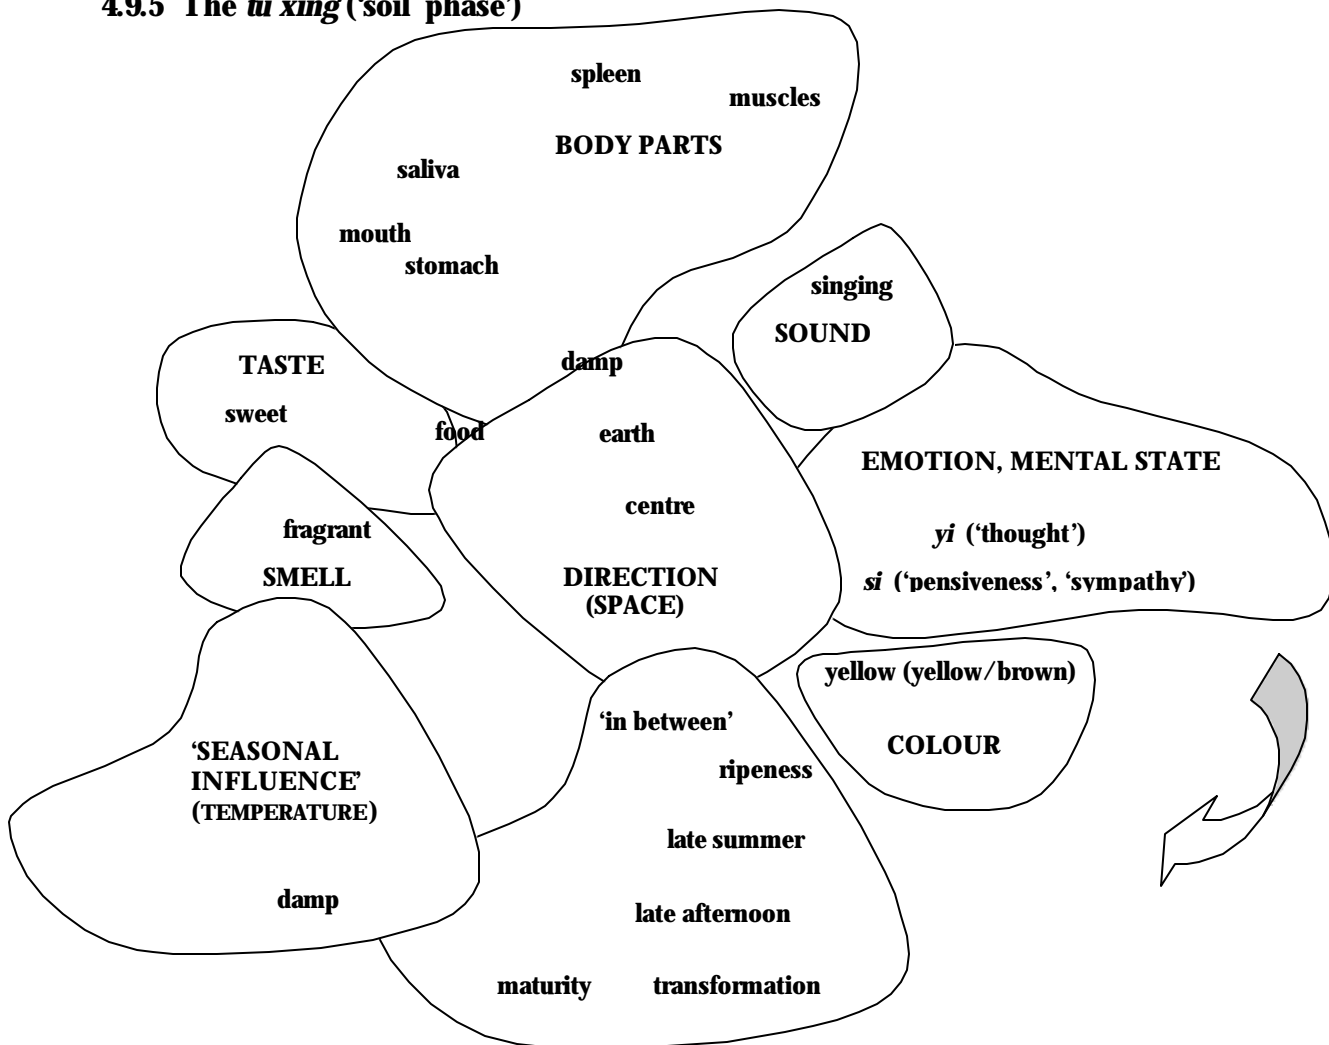 4.9.5 The tu xing (‘soil phase’)
spleen
muscles
BODY PARTS
saliva
mouth
stomach
singing
SOUND
damp
TASTE
sweet
food
earth
centre
EMOTION, MENTAL STATE
yi (‘thought’)
si (‘pensiveness’, ‘sympathy’)
fragrant
SMELL
DIRECTION
(SPACE)
yellow (yellow/brown)
COLOUR
‘in between’
ripeness
‘SEASONAL
INFLUENCE’
(TEMPERATURE)
late summer
damp
late afternoon
maturity
transformation